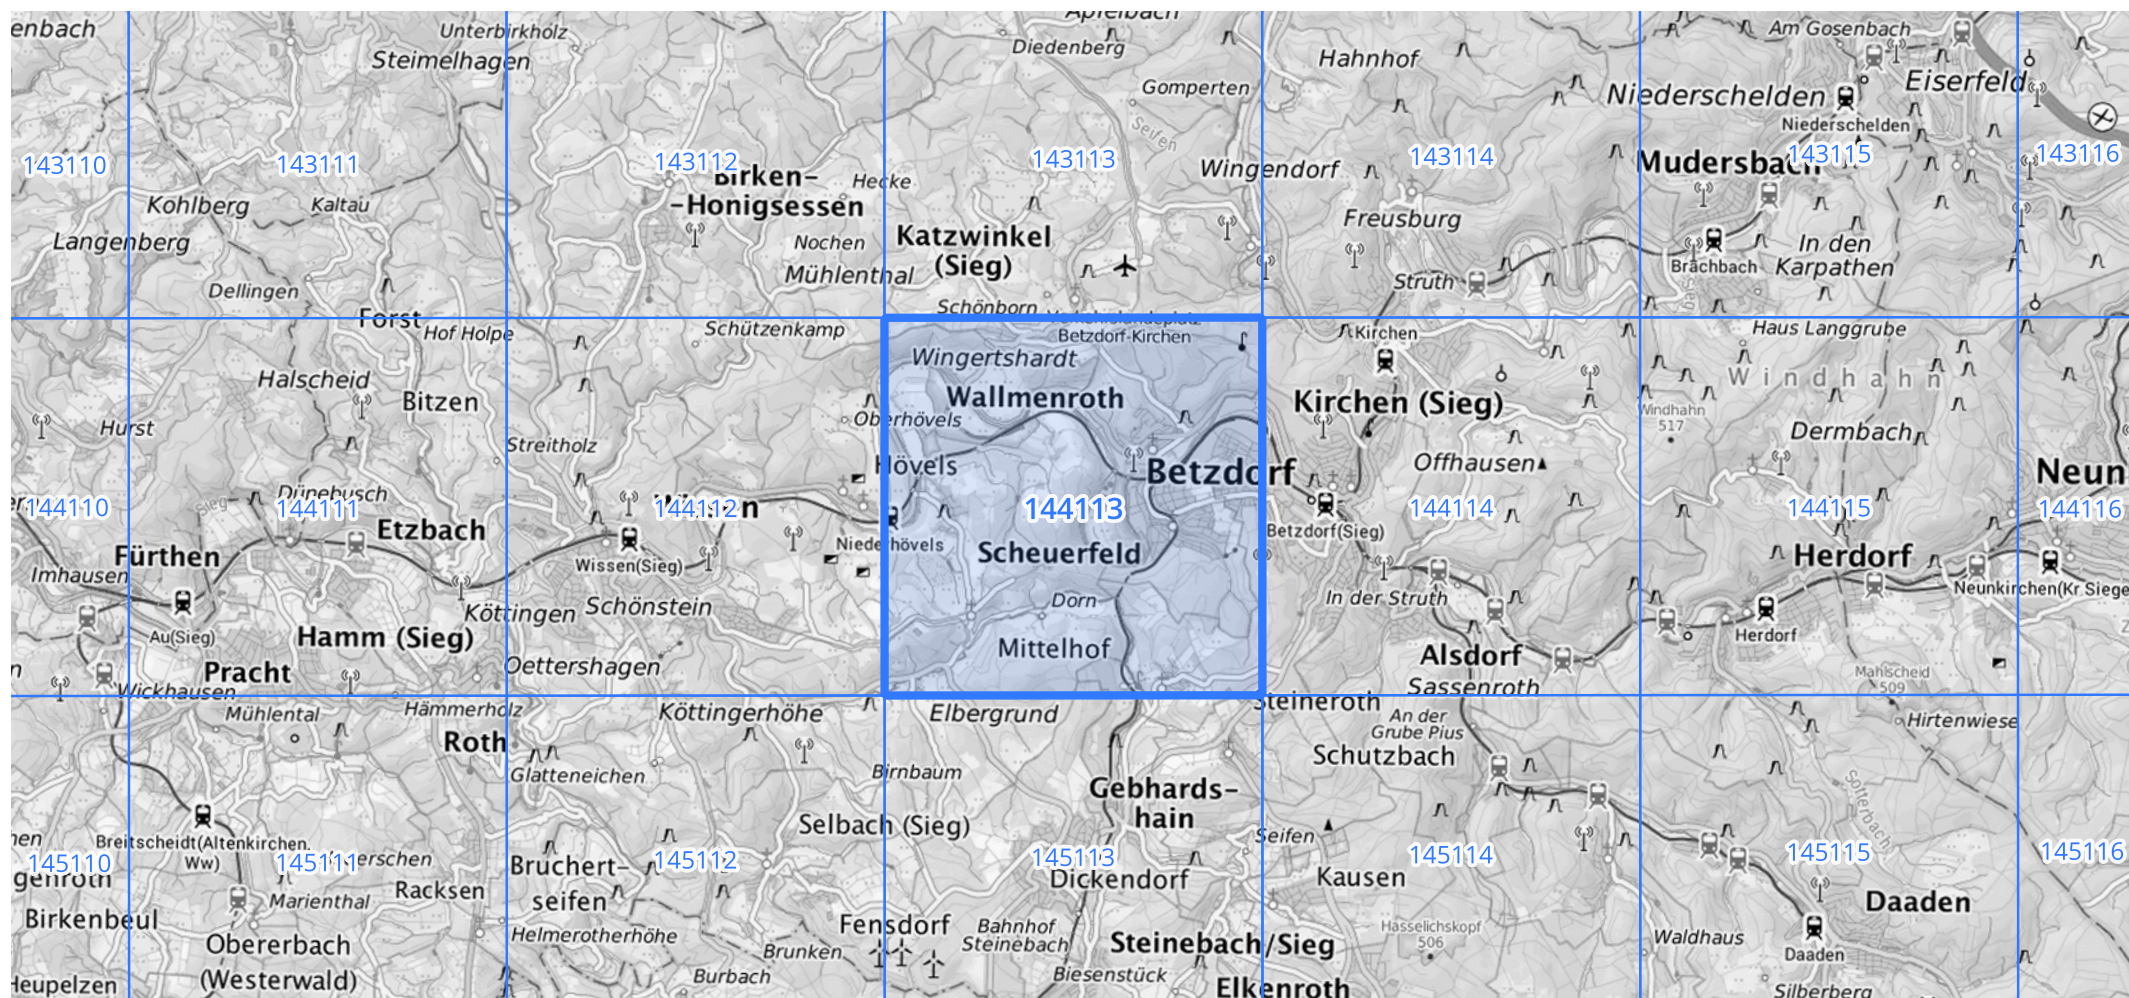 enbach
Unterbirkholz
Steimelhagen
Apfelbach
Diedenberg
Gomperten
Seifen
Hahnhof
Am Gosenbach
Eiserfeld
Niederschelden
Niederschelden
143110
143111
143112
143113
143114
143115
143116
Birken-
-Honigsessen
Hecke
Wingendorf
Mudersbach
Kohlberg
Kaltau
Langenberg
Nochen
Katzwinkel
(Sieg)
Freusburg
In den
Karpathen
Brachbach
Mühlenthal
Dellingen
Struth
Sieg
Schönborn
Forst
Hof Holpe
Schützenkamp
Betzdorf-Kirchen
Kirchen
Haus Langgrube
Wingertshardt
Halscheid
Bitzen
Wallmenroth
Kirchen (Sieg)
Windhahn
Windhahn
517
Hurst
Streitholz
Oberhövels
Dermbach
Hövels
Betzdorf
Offhausen
Neun
Sieg
Dünebusch
144110
144111
144112
144113
144114
144115
144116
Etzbach
Betzdorf(Sieg)
Niederhövels
Fürthen
Scheuerfeld
Herdorf
Imhausen
Wissen(Sieg)
Neunkirchen(Kr Siege
Köttingen
Schönstein
Dorn
In der Struth
Au(Sieg)
Hamm (Sieg)
Mittelhof
Herdorf
Alsdorf
Pracht
Oettershagen
Mahlscheid
509
Wickhausen
Sassenroth
Steineroth
Mühlental
Hämmerholz
Köttingerhöhe
Elbergrund
An der
Grube Pius
Hirtenwiese
Roth
Schutzbach
Glatteneichen
Birnbaum
Gebhards-
hain
Sotterbach
Selbach (Sieg)
Seifen
Breitscheidt(Altenkirchen,
Ww)
145110
145111
145112
145113
145114
145115
145116
Bruchert-
seifen
Dickendorf
Kausen
Racksen
Marienthal
Daaden
Birkenbeul
Fensdorf
Bahnhof
Steinebach
Hasselichskopf
506
Obererbach
(Westerwald)
Helmerotherhöhe
Brunken
Steinebach/Sieg
Waldhaus
Daaden
Heupelzen
Burbach
Biesenstück
Elkenroth
Silberberg